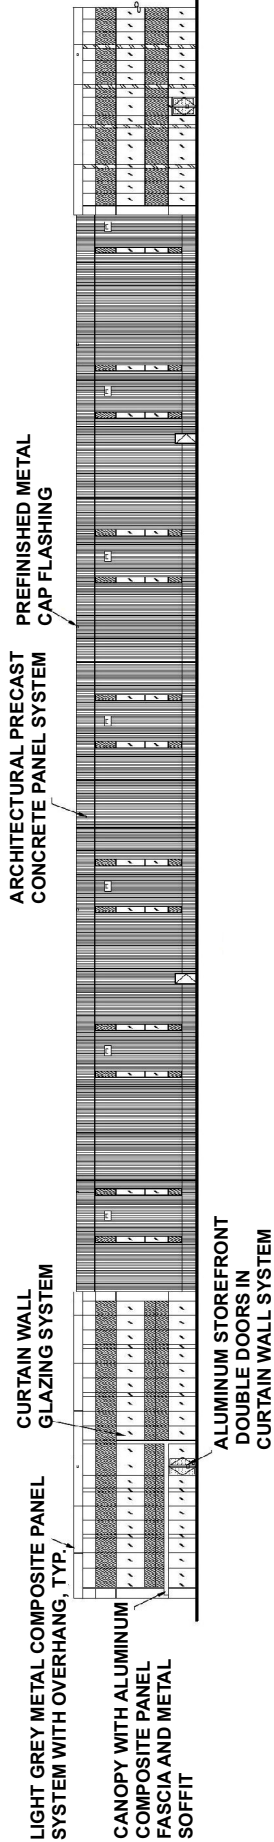 LIGHT GREY METAL COMPOSITE PANEL
SYSTEM WITH OVERHANG, TYP.
CURTAIN WALL
GLAZING SYSTEM
ARCHITECTURAL PRECAST
CONCRETE PANEL SYSTEM
PREFINISHED METAL
CAP FLASHING
CANOPY WITH ALUMINUM
COMPOSITE PANEL
FASCIA AND METAL
SOFFIT
ALUMINUM STOREFRONT
DOUBLE DOORS IN
CURTAIN WALL SYSTEM